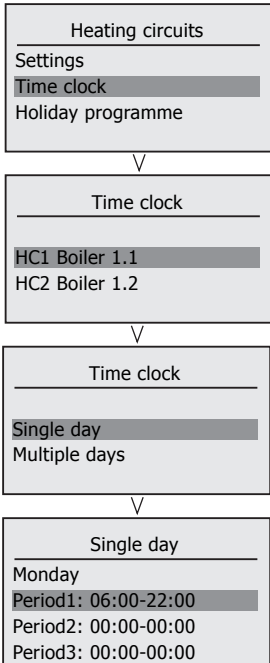 Heating circuits
Settings
Time clock
Holiday programme
Time clock
HC1 Boiler 1.1
HC2 Boiler 1.2
Time clock
Single day
Multiple days
Single day
Monday
Period1: 06:00-22:00
Period2: 00:00-00:00
Period3: 00:00-00:00